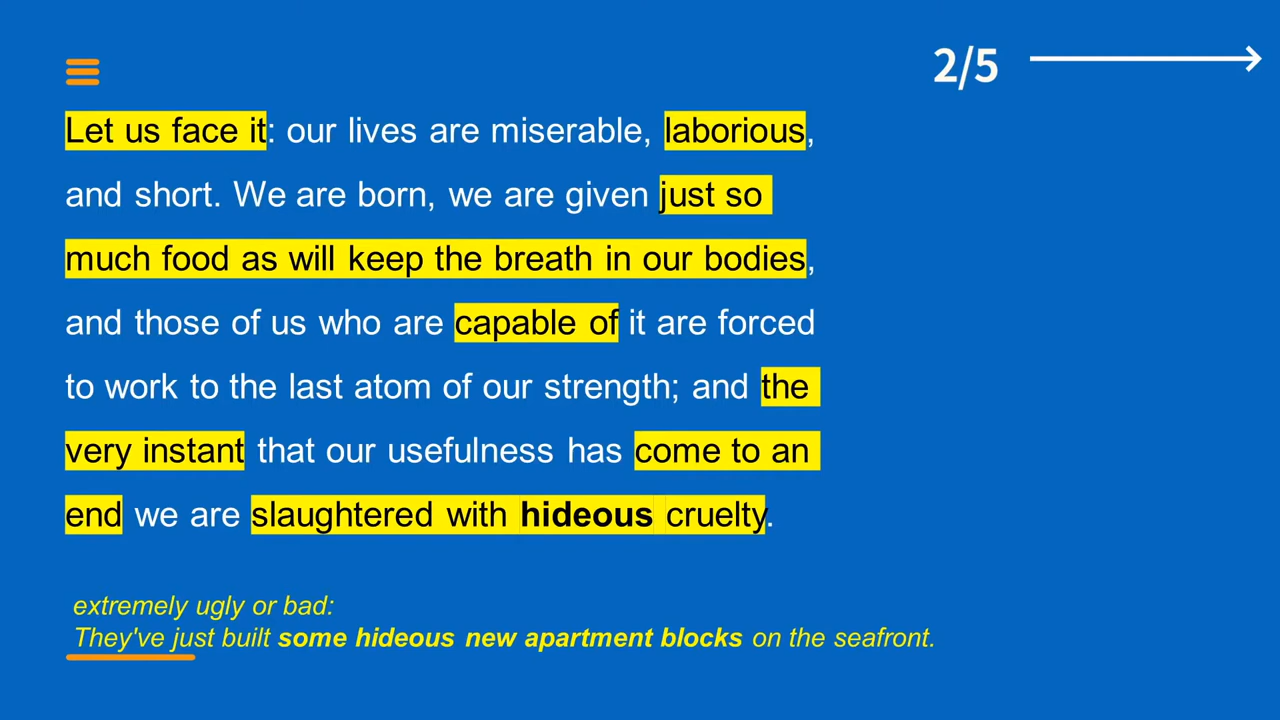 2/5
Let us face it: our lives are miserable, laborious,
and short. We are born, we are given just so
much food as will keep the breath in our bodies,
and those of us who are capable of it are forced
to work to the last atom of our strength; and the
very instant that our usefulness has come to an
end we are slaughtered with hideous cruelty.
extremely ugly or bad:
They've just built some hideous new apartment blocks on the seafront.